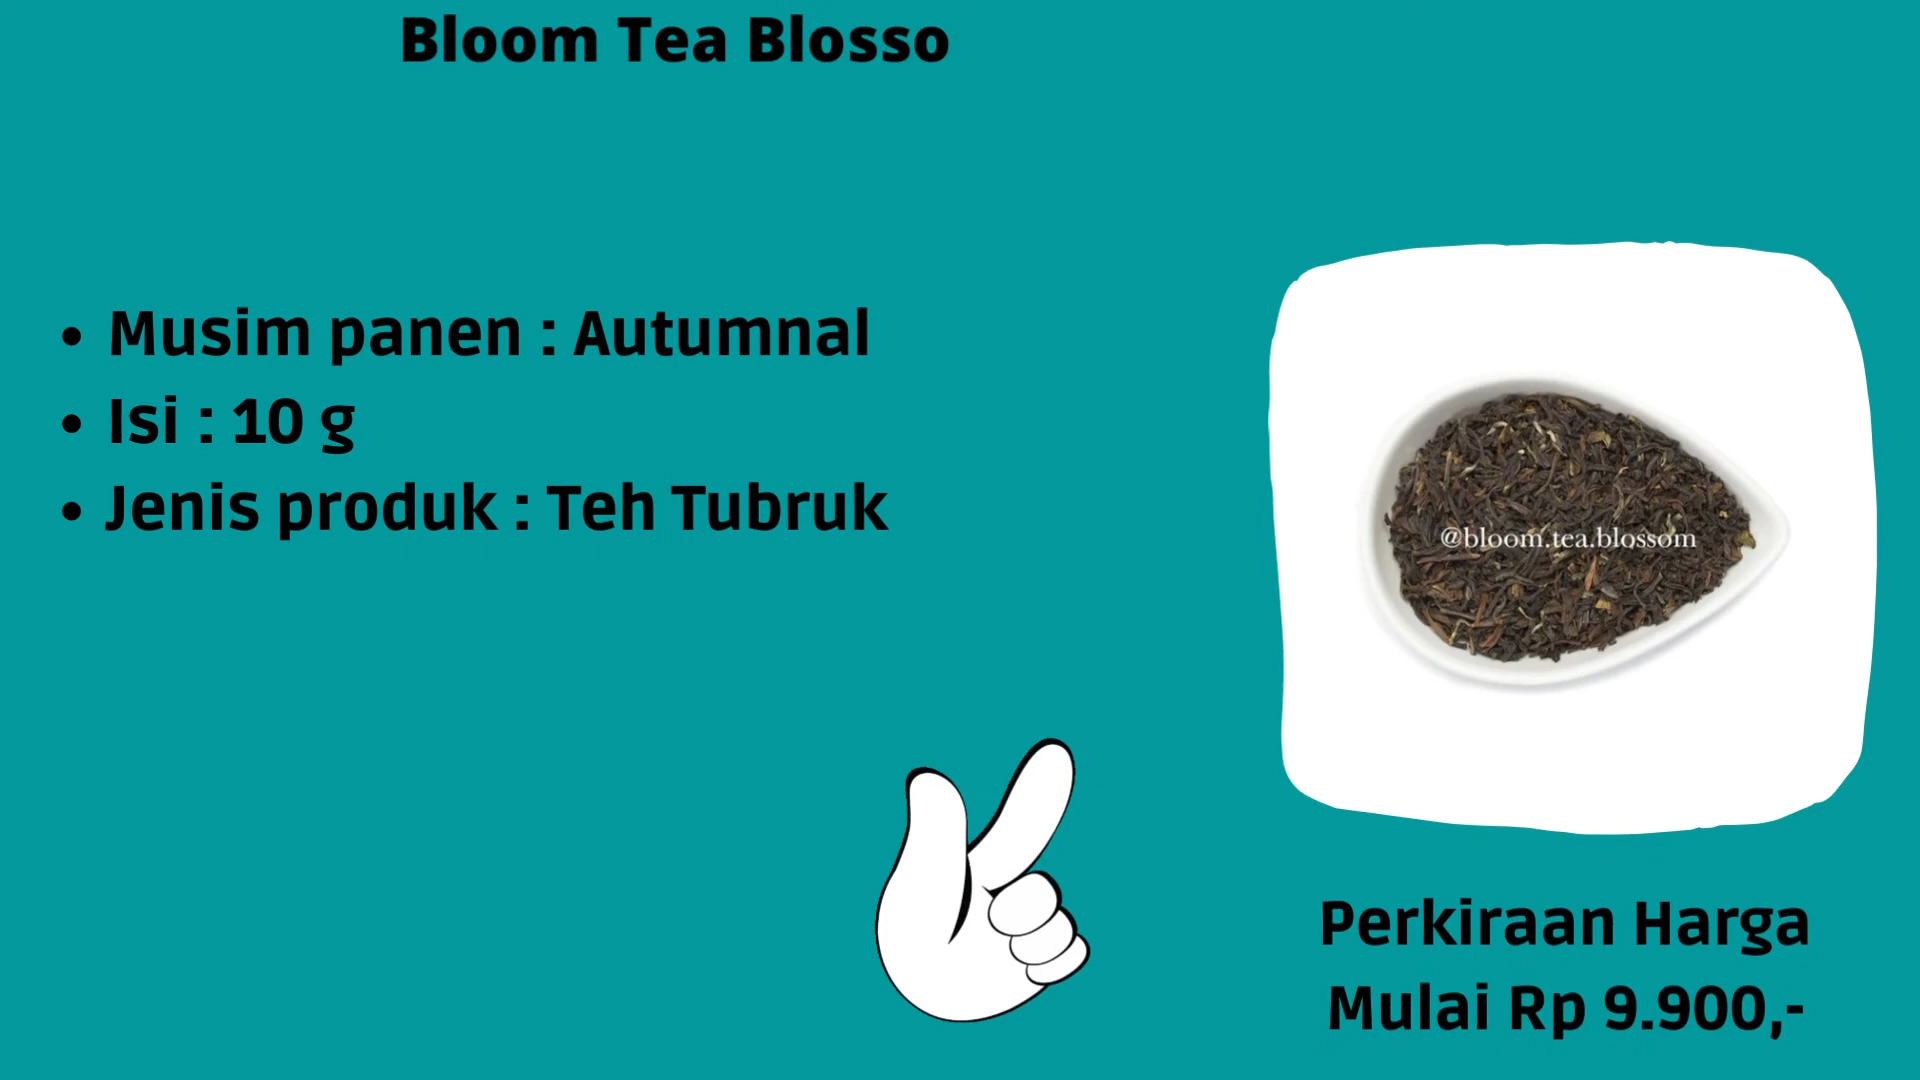 Bloom Tea Blosso
• Musim panen : Autumnal
• Isi : 10 g
• Jenis produk : Teh Tubruk
@bloom.tea.blossom
Perkiraan Harga
Mulai Rp 9.900,-